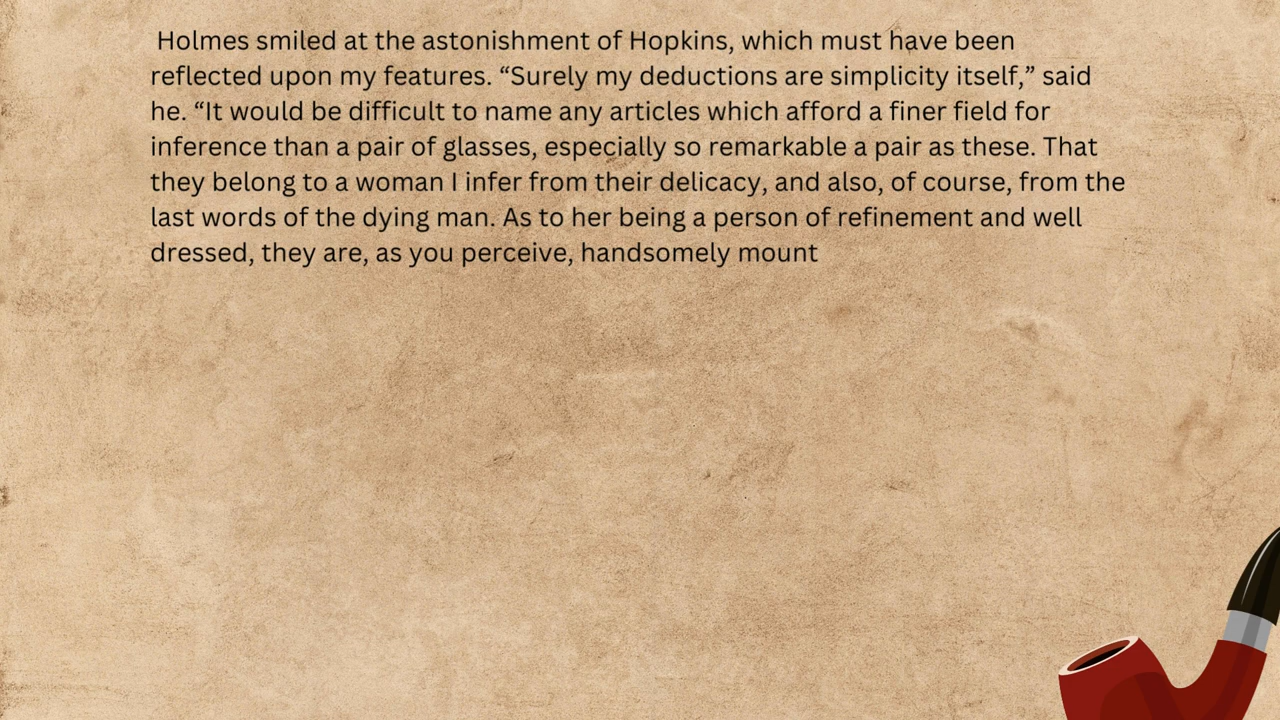 Holmes smiled at the astonishment of Hopkins, which must have been
reflected upon my features. “Surely my deductions are simplicity itself,” said
he. “It would be difficult to name any articles which afford a finer field for
inference than a pair of glasses, especially so remarkable a pair as these. That
they belong to a woman I infer from their delicacy, and also, of course, from the
last words of the dying man. As to her being a person of refinement and well
dressed, they are, as you perceive, handsomely mount